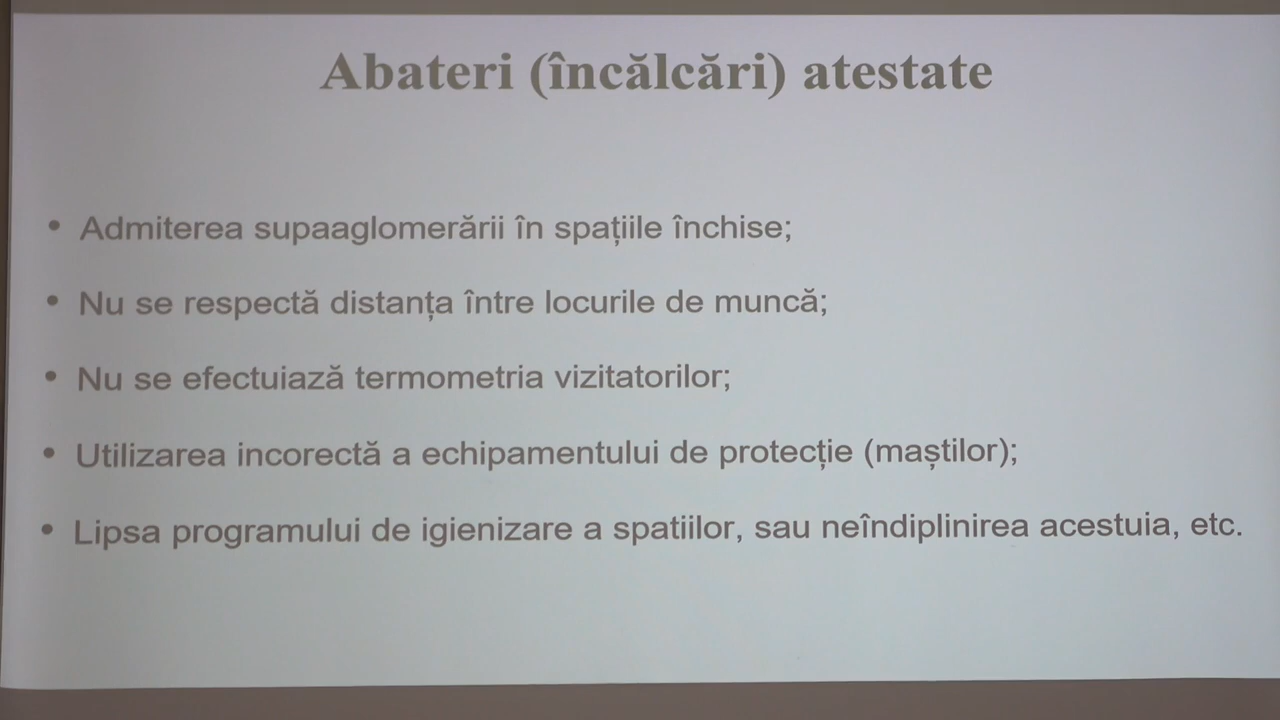 Abateri (încălcări) atestate
• Admiterea supaaglomerării în spațiile închise;
• Nu se respectă distanța între locurile de muncă;
• Nu se efectuiază termometria vizitatorilor;
• Utilizarea incorectă a echipamentului de protecție (maștilor);
• Lipsa programului de igienizare a spatiilor, sau neîndiplinirea acestuia, etc.